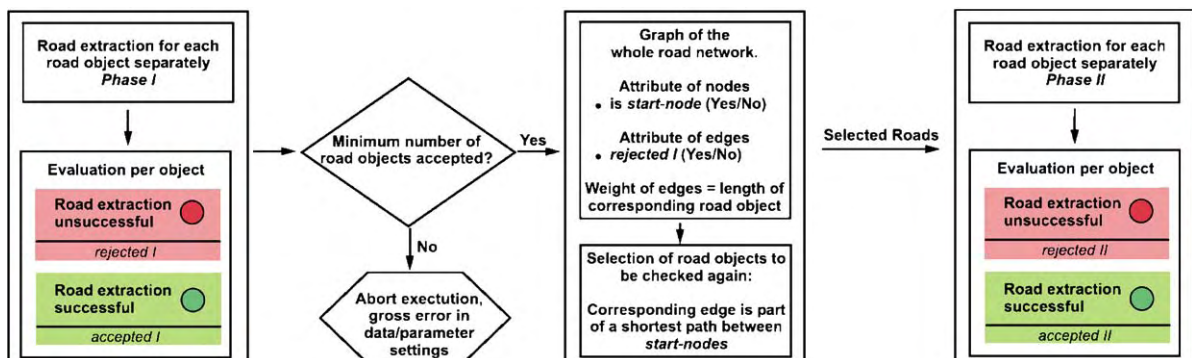 Road extraction for each
road object separately
Phase I
Evaluation per object
Road extraction
unsuccessful
rejected I
Road extraction
successful
accepted I
Minimum number of
road objects accepted?
Yes
No
Abort exectution,
gross error in
data/parameter
settings
Graph of the
whole road network.
Attribute of nodes
• is start-node (Yes/No)
Attribute of edges
• rejected I (Yes/No)
Weight of edges = length of
corresponding road object
Selection of road objects to
be checked again:
Corresponding edge is part
of a shortest path between
start-nodes
Selected Roads
Road extraction for each
road object separately
Phase II
Evaluation per object
Road extraction
unsuccessful
rejected II
Road extraction
successful
accepted II